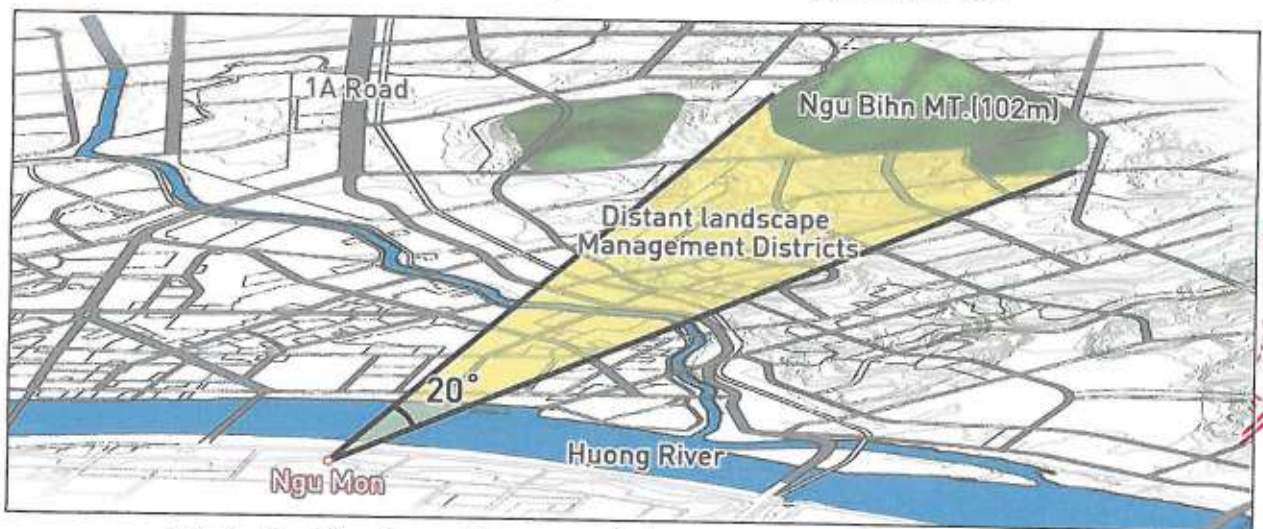 1A Road
Ngu Bihn MT.(102m)
Distant landscape
Management Districts
20°
Huong River
Ngu Mon